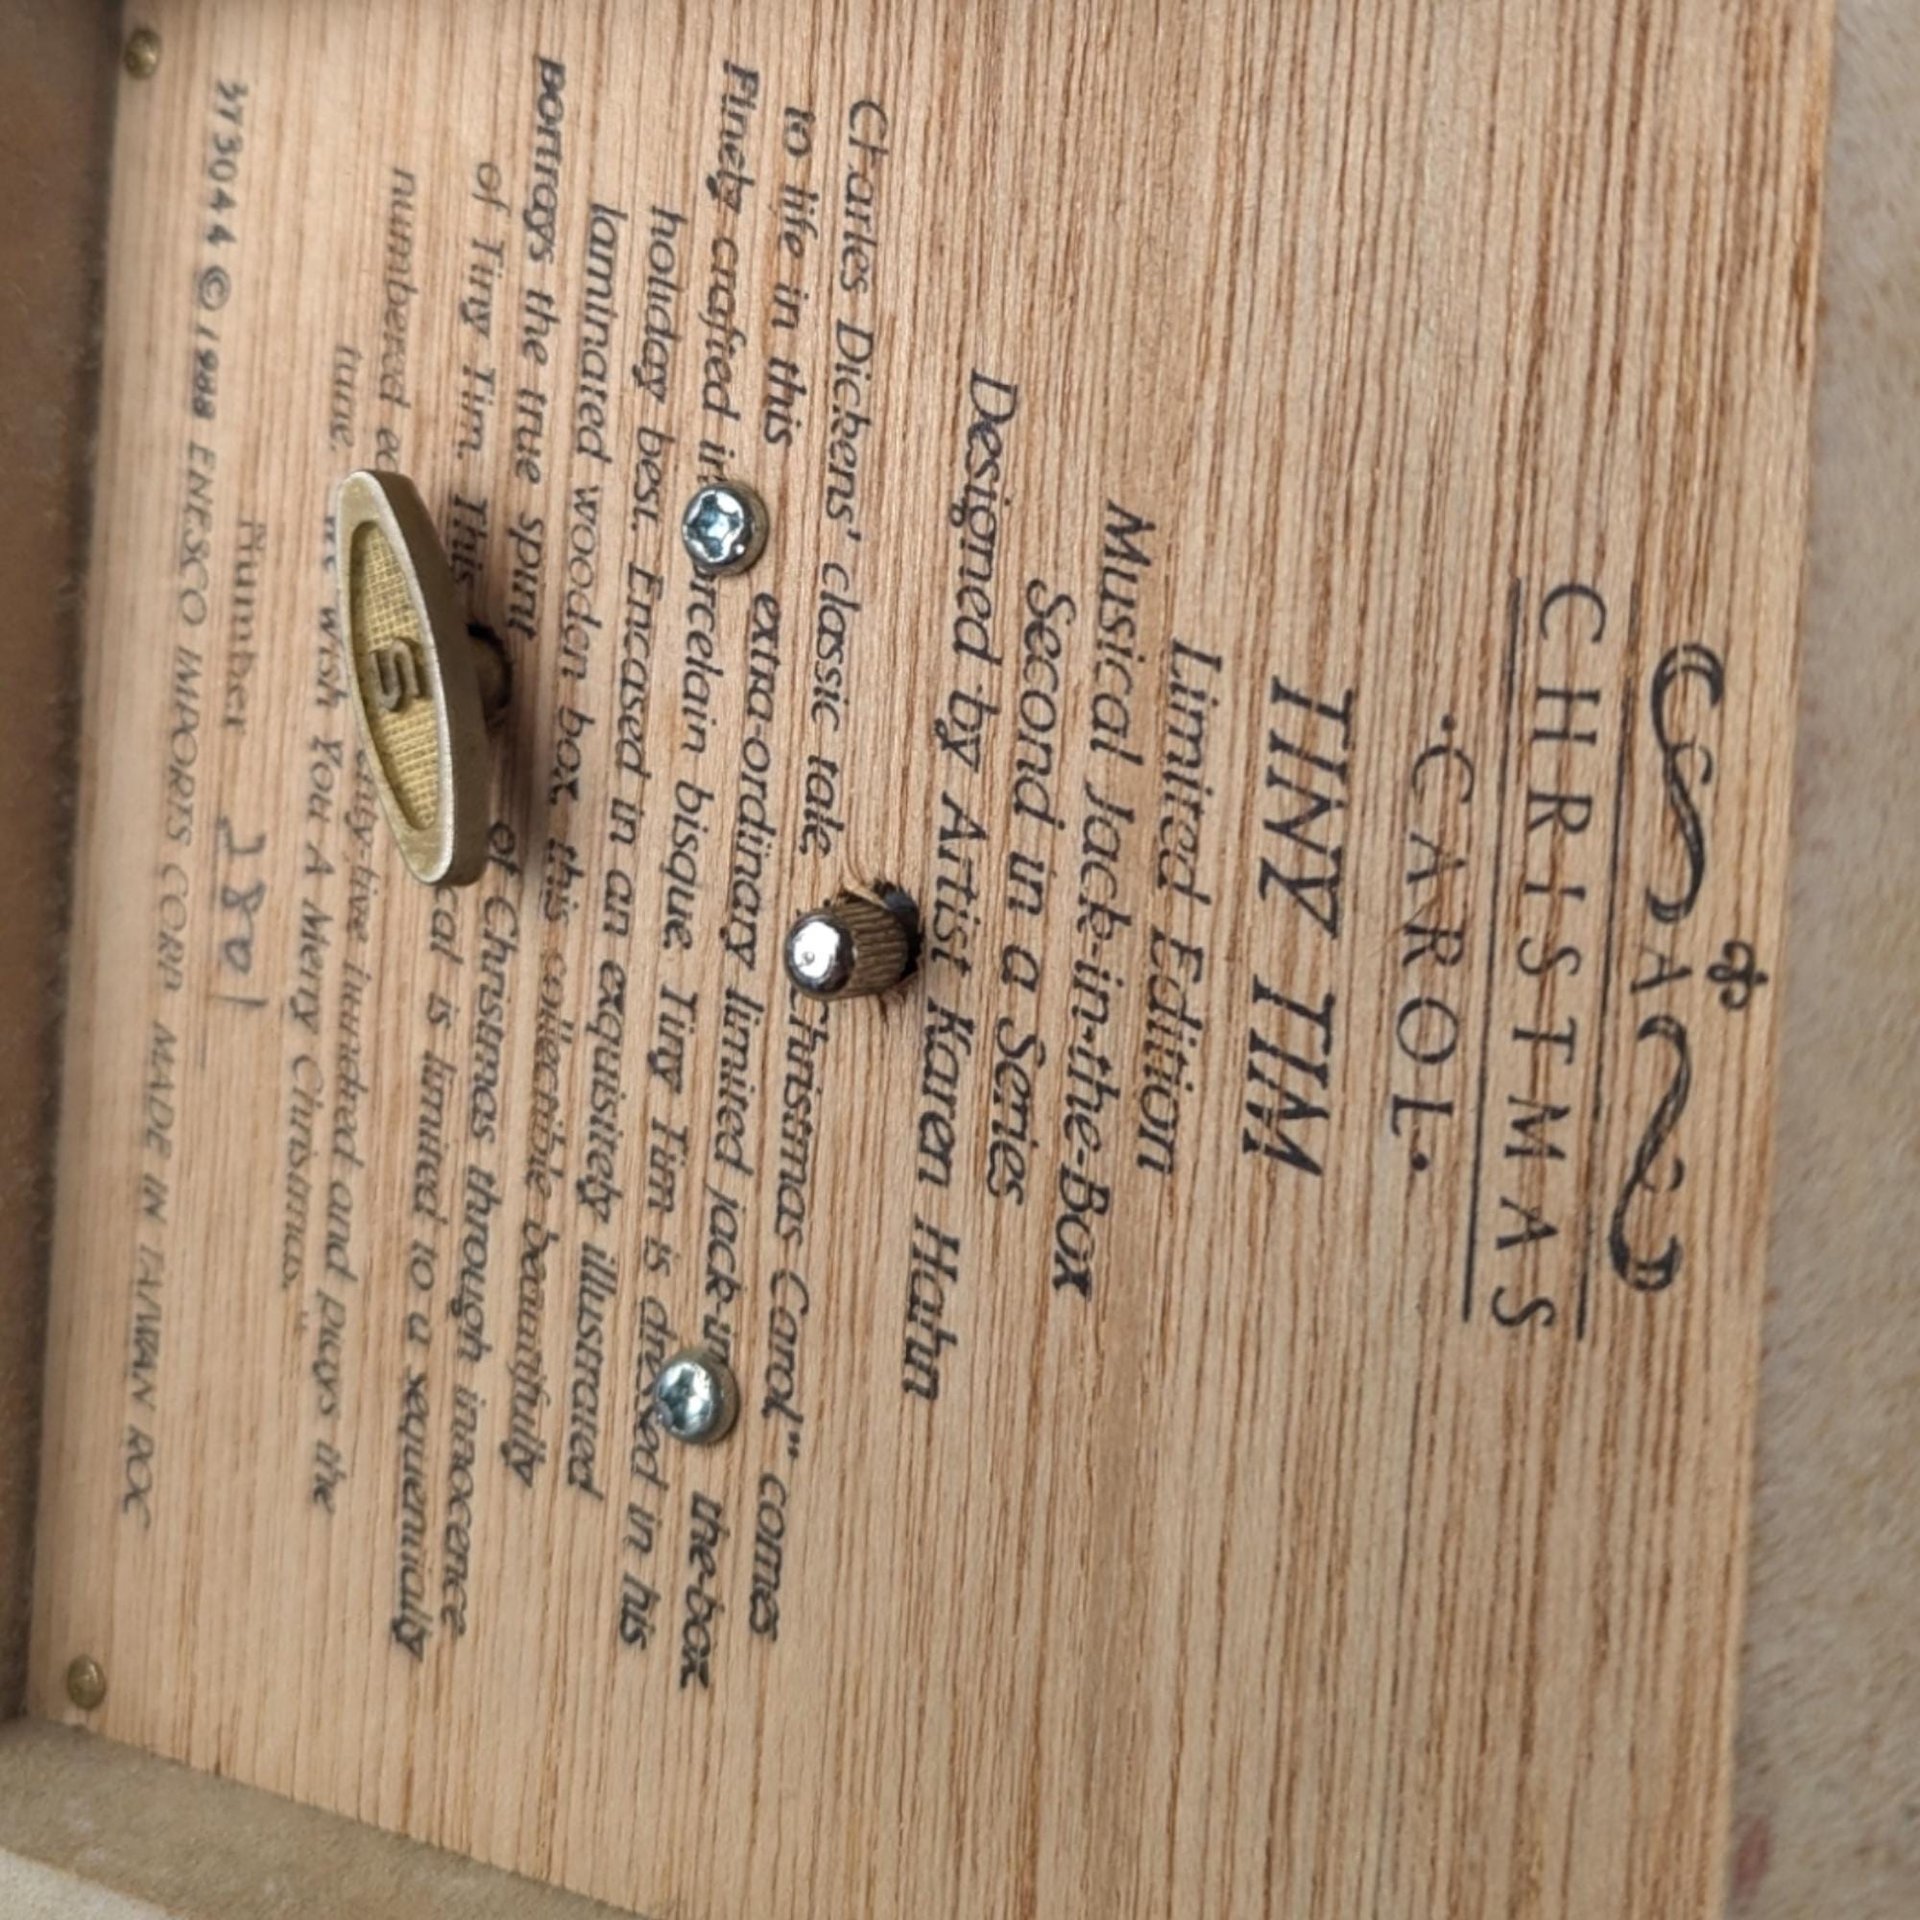 A
CHRISTMAS
·CAROL·
TINY TIM
Limited Edition
Musical Jack-in-the-Box
Second in a Series
Designed by Artist Karen Hahn
Charles Dickens' classic tale, Christmas Carol" comes
to life in this extra-ordinary limited jack-in the-box
Finely crafted in porcelain bisque, Tiny Tim is dressed in his
holiday best. Encased in an exquisitely illustrated
laminated wooden box, this collectible beautifully
portrays the true spirit of Christmas through innocence
of Tiny Tim. This is limited to a sequentially
numbered five hundred and plays the
tune, Wish You A Merry Christmas.
Number 2801
© 1988 ENESCO IMPORTS CORP. MADE IN TAIWAN ROC
S